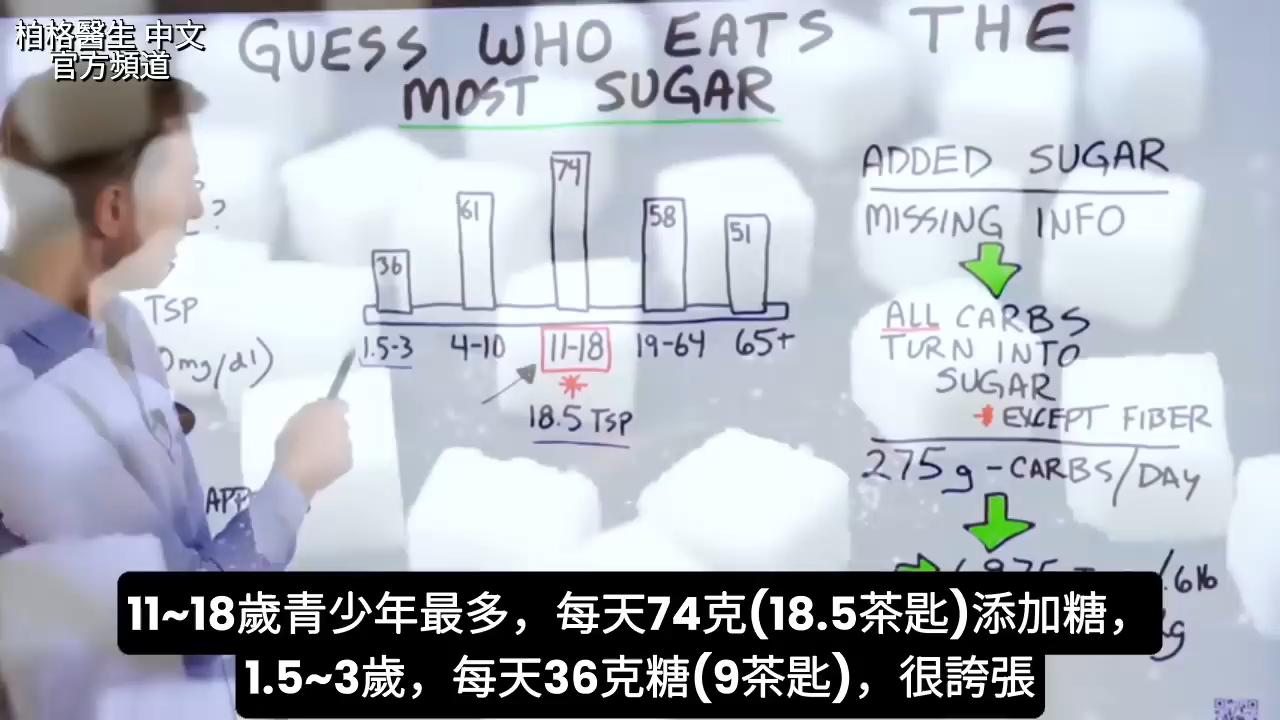 柏格醫生 中文
官方頻道
GUESS WHO EATS THE
MOST SUGAR
36
61
74
58
51
1.5-3
4-10
11-18
19-64
65+
18.5 TSP
?
TSP
mg/dl)
ADDED SUGAR
MISSING INFO
ALL CARBS
TURN INTO
SUGAR
EXCEPT FIBER
275g - CARBS/DAY
11~18歲青少年最多，每天74克(18.5茶匙)添加糖，
1.5~3歲，每天36克糖(9茶匙)，很誇張